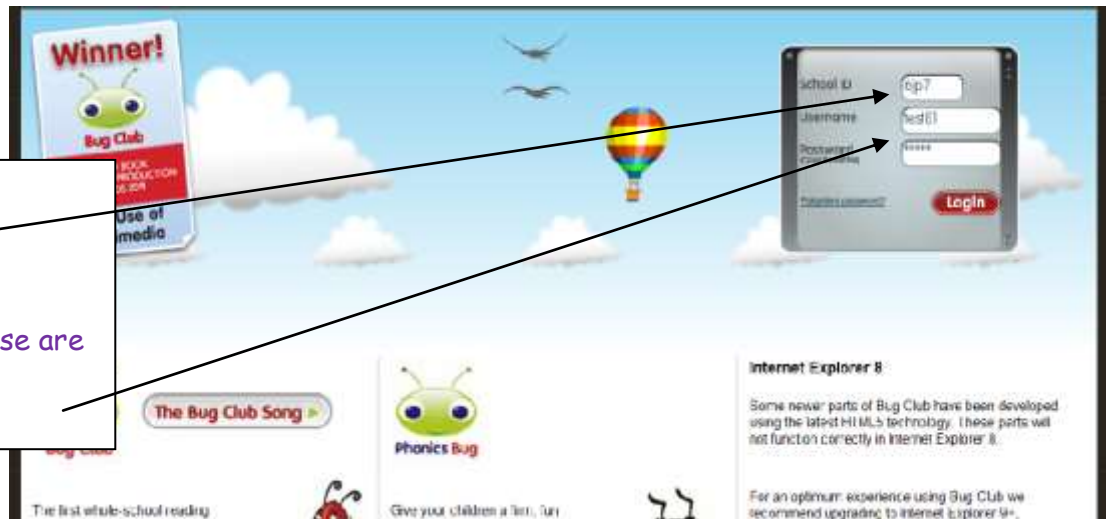 Winner!
Bug Club
BOOK
Use of
media
School ID
Username
Password
Login
se are
The Bug Club Song
Bug Club
Phonics Bug
The first whole-school reading
Give your children a firm, fun
Internet Explorer 8
Some newer parts of Bug Club have been developed
using the latest HTML5 technology. These parts will
not function correctly in Internet Explorer 8.
For an optimum experience using Bug Club we
recommend upgrading to Internet Explorer 9+.